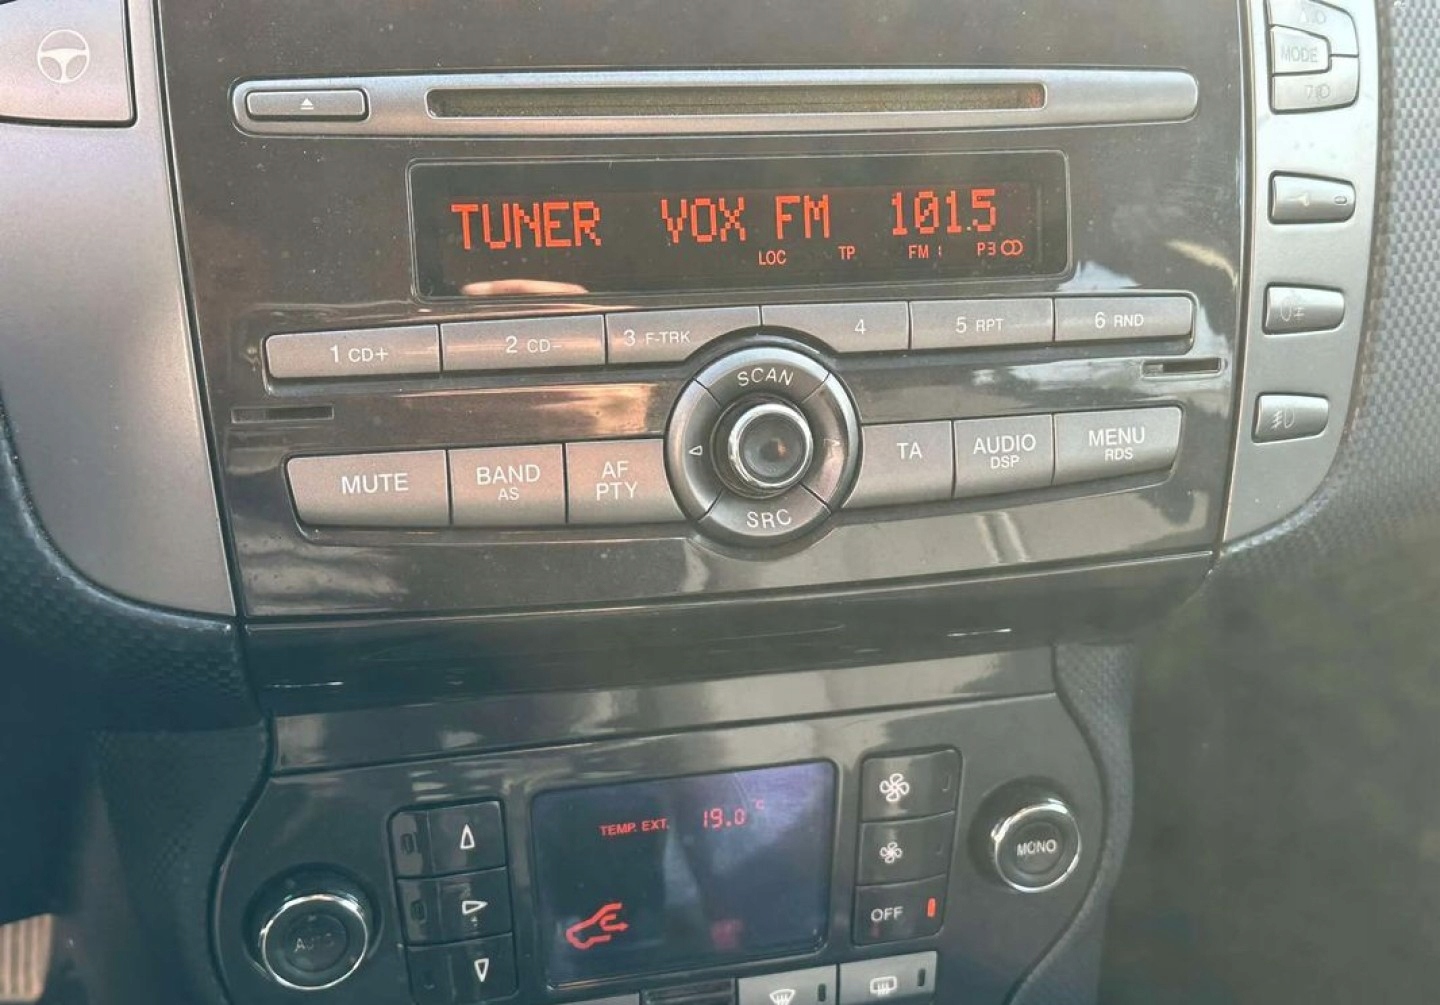 MODE
TUNER VOX FM 101.5
LOC TP FM 1 P3
1 CD+ 2 CD- 3 F-TRK 4 5 RPT 6 RND
SCAN
MUTE BAND AS AF PTY TA AUDIO DSP MENU RDS
SRC
TEMP. EXT. 19.0 °C
AUTO OFF MONO